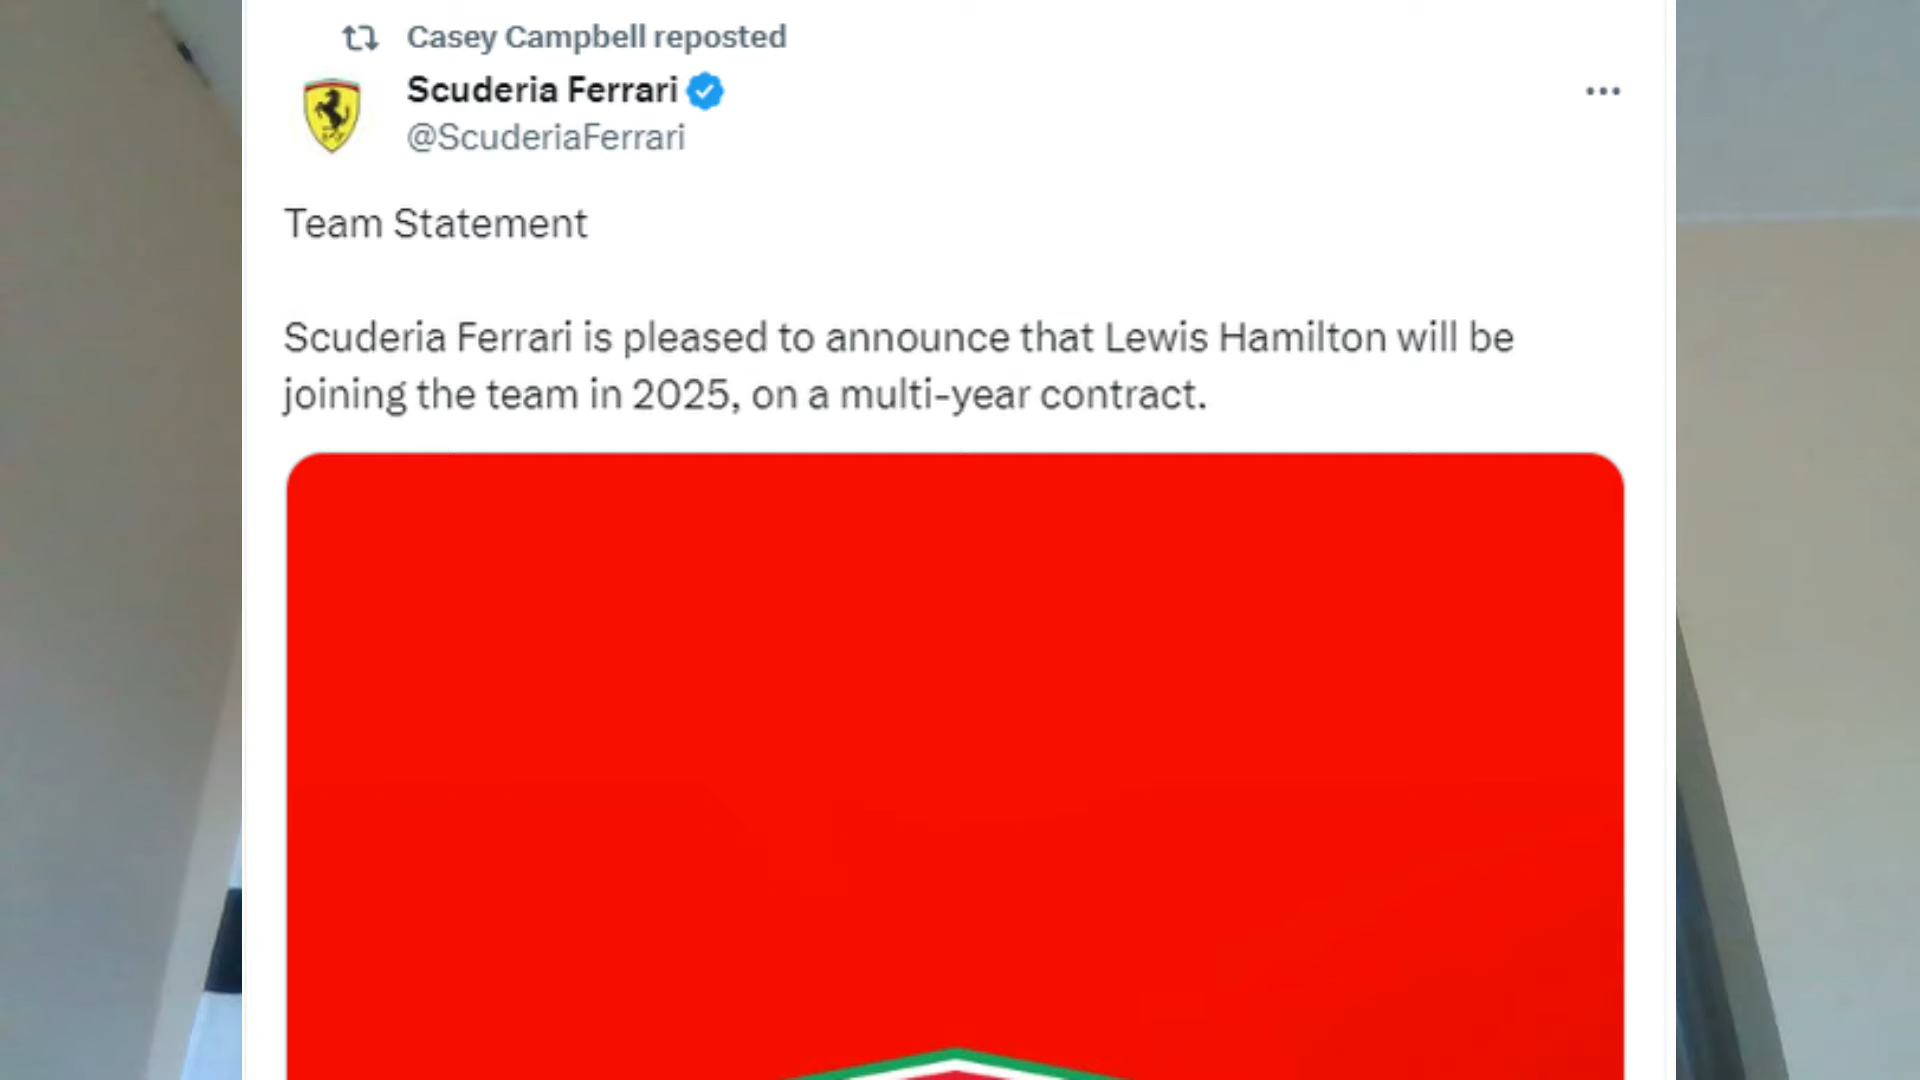 Casey Campbell reposted
Scuderia Ferrari
@ScuderiaFerrari
Team Statement
Scuderia Ferrari is pleased to announce that Lewis Hamilton will be
joining the team in 2025, on a multi-year contract.